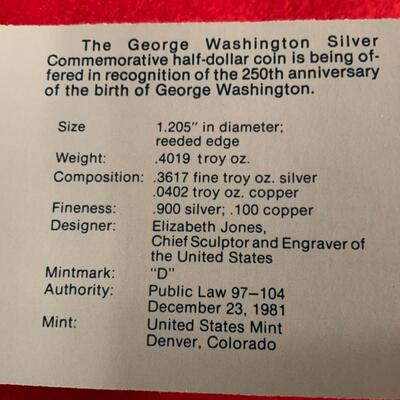 The George Washington Silver
Commemorative half-dollar coin is being of-
fered in recognition of the 250th anniversary
of the birth of George Washington.
Size 1.205" in diameter;
reeded edge
Weight: .4019 troy oz.
Composition: .3617 fine troy oz. silver
.0402 troy oz. copper
Fineness: .900 silver; .100 copper
Designer: Elizabeth Jones,
Chief Sculptor and Engraver of
the United States
Mintmark: "D"
Authority: Public Law 97–104
December 23, 1981
Mint: United States Mint
Denver, Colorado